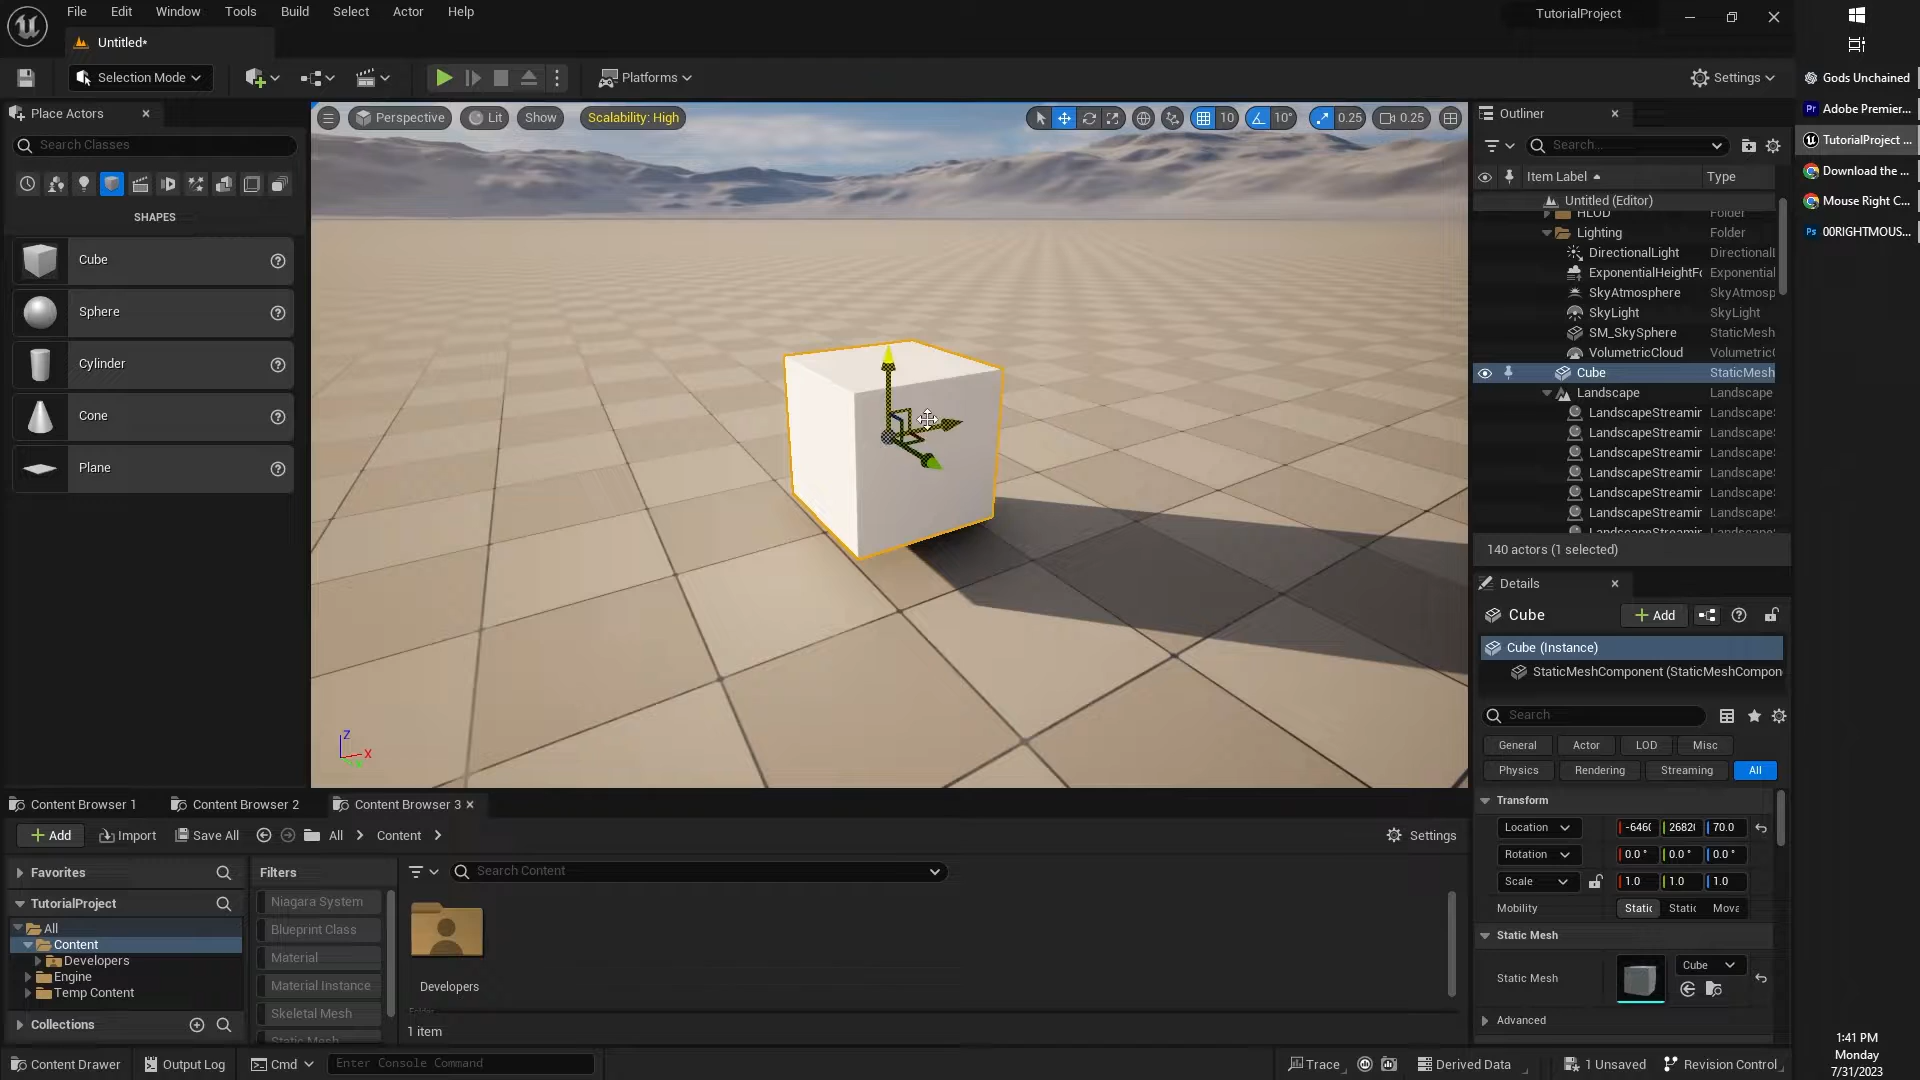 File Edit Window Tools Build Select Actor Help
TutorialProject
Untitled*
Selection Mode
Platforms
Settings
Gods Unchained
Adobe Premier...
TutorialProject ...
Download the ...
Mouse Right C...
00RIGHTMOUS...
Place Actors
Search Classes
SHAPES
Cube
Sphere
Cylinder
Cone
Plane
Perspective
Lit
Show
Scalability: High
10
10°
0.25
0.25
Z
X
Outliner
Search...
Item Label
Type
Untitled (Editor)
HLOD Folder
Lighting Folder
DirectionalLight Directionall
ExponentialHeightFo Exponential
SkyAtmosphere SkyAtmosp
SkyLight SkyLight
SM_SkySphere StaticMesh
VolumetricCloud Volumetric
Cube StaticMesh
Landscape Landscape
LandscapeStreamin Landscape
LandscapeStreamin Landscape
LandscapeStreamin Landscape
LandscapeStreamin Landscape
LandscapeStreamin Landscape
LandscapeStreamin Landscape
140 actors (1 selected)
Details
Cube
+ Add
Cube (Instance)
StaticMeshComponent (StaticMeshCompon
Search
General Actor LOD Misc
Physics Rendering Streaming All
Transform
Location -6460 26820 70.0
Rotation 0.0 ° 0.0 ° 0.0 °
Scale 1.0 1.0 1.0
Mobility Static Static Mova
Static Mesh
Static Mesh Cube
Advanced
Content Browser 1
Content Browser 2
Content Browser 3
+ Add
Import
Save All
All
Content
Settings
Favorites
TutorialProject
All
Content
Developers
Engine
Temp Content
Collections
Filters
Niagara System
Blueprint Class
Material
Material Instance
Skeletal Mesh
Static Mesh
Search Content
Developers
Folder
1 item
Content Drawer
Output Log
Cmd
Enter Console Command
Trace
Derived Data
1 Unsaved
Revision Control
1:41 PM
Monday
7/31/2023